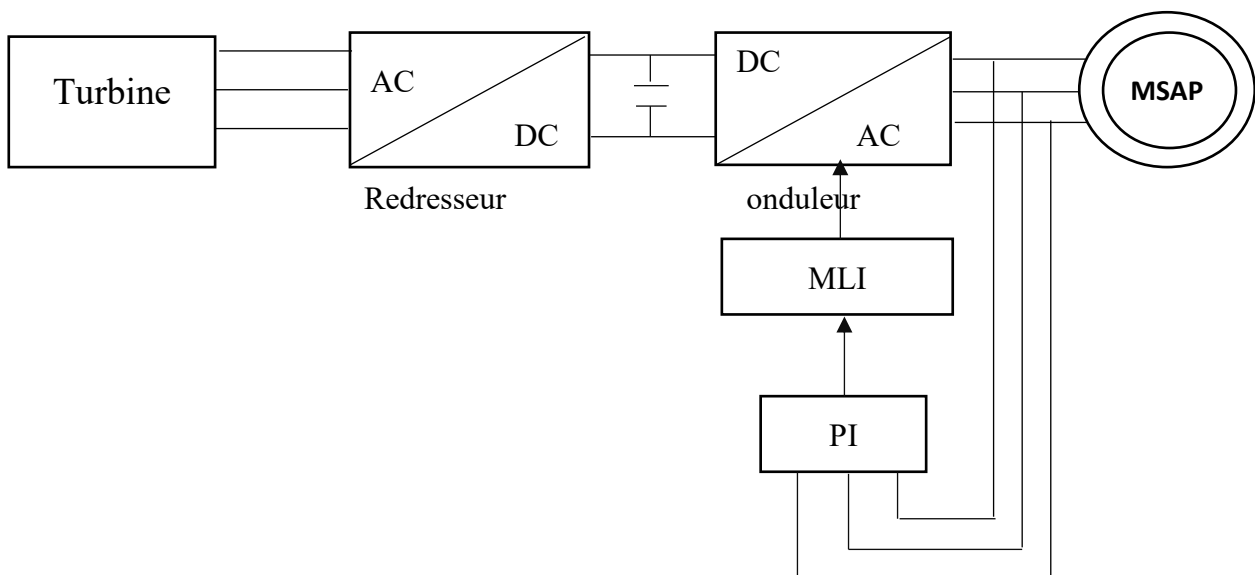 Turbine
AC
DC
DC
AC
MSAP
Redresseur
onduleur
MLI
PI